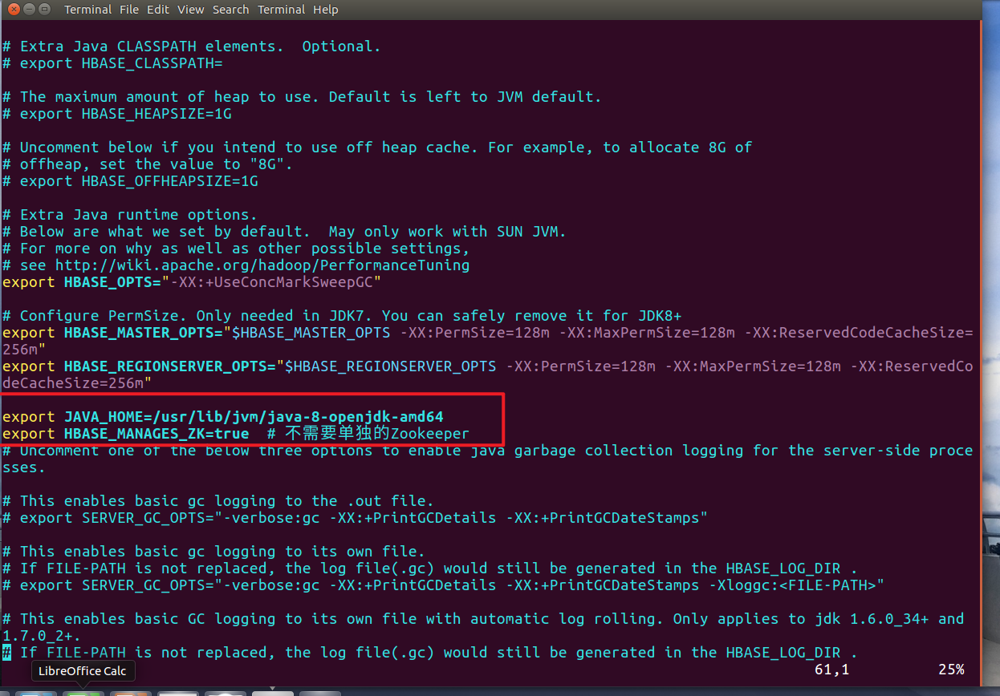 Terminal File Edit View Search Terminal Help
# Extra Java CLASSPATH elements.  Optional.
# export HBASE_CLASSPATH=
# The maximum amount of heap to use. Default is left to JVM default.
# export HBASE_HEAPSIZE=1G
# Uncomment below if you intend to use off heap cache. For example, to allocate 8G of
# offheap, set the value to "8G".
# export HBASE_OFFHEAPSIZE=1G
# Extra Java runtime options.
# Below are what we set by default.  May only work with SUN JVM.
# For more on why as well as other possible settings,
# see http://wiki.apache.org/hadoop/PerformanceTuning
export HBASE_OPTS="-XX:+UseConcMarkSweepGC"
# Configure PermSize. Only needed in JDK7. You can safely remove it for JDK8+
export HBASE_MASTER_OPTS="$HBASE_MASTER_OPTS -XX:PermSize=128m -XX:MaxPermSize=128m -XX:ReservedCodeCacheSize=
256m"
export HBASE_REGIONSERVER_OPTS="$HBASE_REGIONSERVER_OPTS -XX:PermSize=128m -XX:MaxPermSize=128m -XX:ReservedCo
deCacheSize=256m"
export JAVA_HOME=/usr/lib/jvm/java-8-openjdk-amd64
export HBASE_MANAGES_ZK=true  # 不需要单独的Zookeeper
# Uncomment one of the below three options to enable java garbage collection logging for the server-side proce
sses.
# This enables basic gc logging to the .out file.
# export SERVER_GC_OPTS="-verbose:gc -XX:+PrintGCDetails -XX:+PrintGCDateStamps"
# This enables basic gc logging to its own file.
# If FILE-PATH is not replaced, the log file(.gc) would still be generated in the HBASE_LOG_DIR .
# export SERVER_GC_OPTS="-verbose:gc -XX:+PrintGCDetails -XX:+PrintGCDateStamps -Xloggc:<FILE-PATH>"
# This enables basic GC logging to its own file with automatic log rolling. Only applies to jdk 1.6.0_34+ and
1.7.0_2+.
# If FILE-PATH is not replaced, the log file(.gc) would still be generated in the HBASE_LOG_DIR .
61,1 25%
LibreOffice Calc